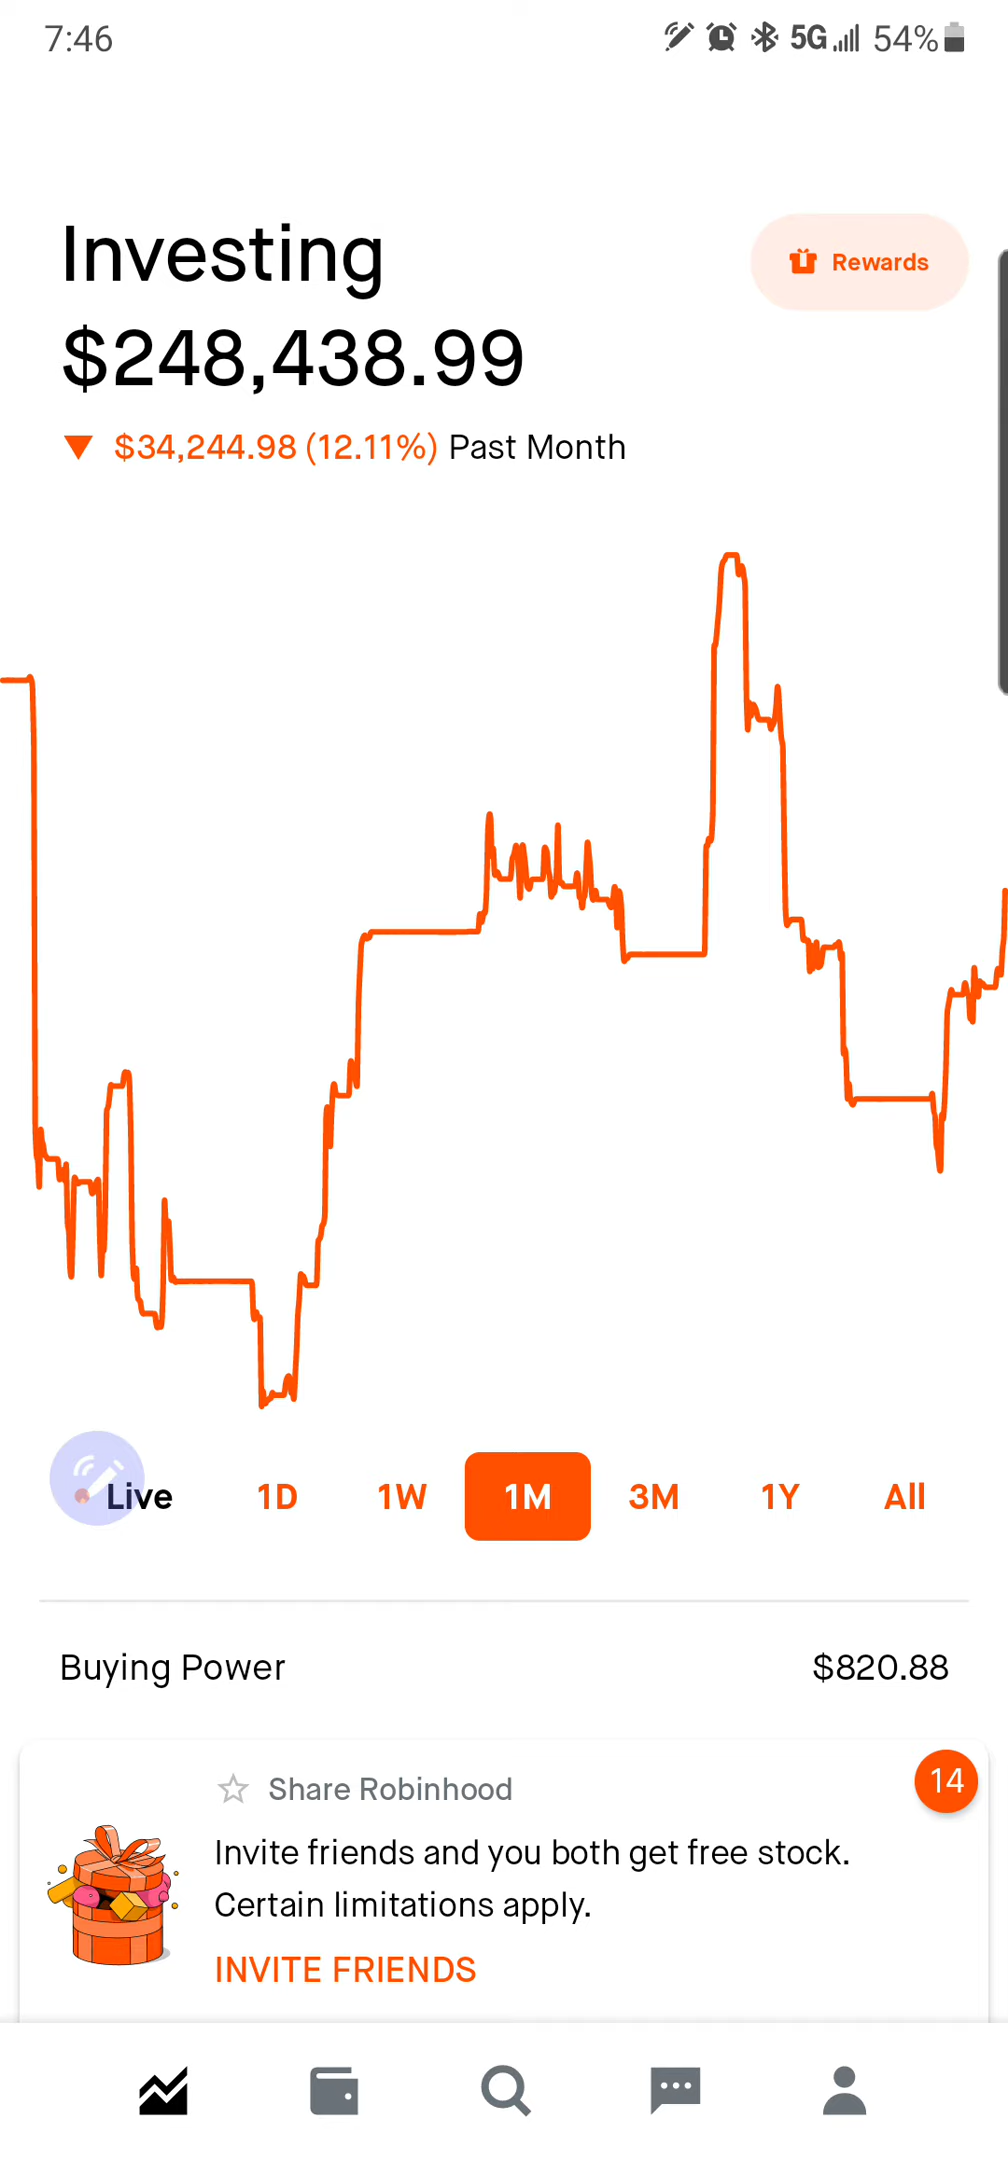 7:46 5G 54%
Investing
Rewards
$248,438.99
$34,244.98 (12.11%) Past Month
Live 1D 1W 1M 3M 1Y All
Buying Power $820.88
Share Robinhood 14
Invite friends and you both get free stock.
Certain limitations apply.
INVITE FRIENDS